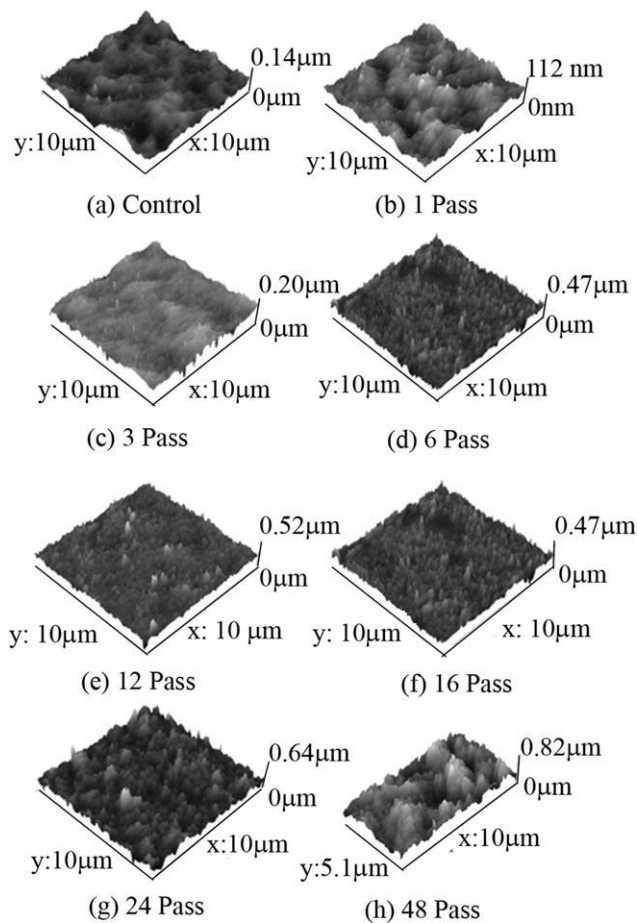 0.14μm
0μm
y:10μm
x:10μm
(a) Control
112 nm
0nm
y:10μm
x:10μm
(b) 1 Pass
0.20μm
0μm
y:10μm
x:10μm
(c) 3 Pass
0.47μm
0μm
y:10μm
x:10μm
(d) 6 Pass
0.52μm
0μm
y: 10μm
x: 10 μm
(e) 12 Pass
0.47μm
0μm
y: 10μm
x: 10μm
(f) 16 Pass
0.64μm
0μm
y:10μm
x:10μm
(g) 24 Pass
0.82μm
0μm
y:5.1μm
x:10μm
(h) 48 Pass